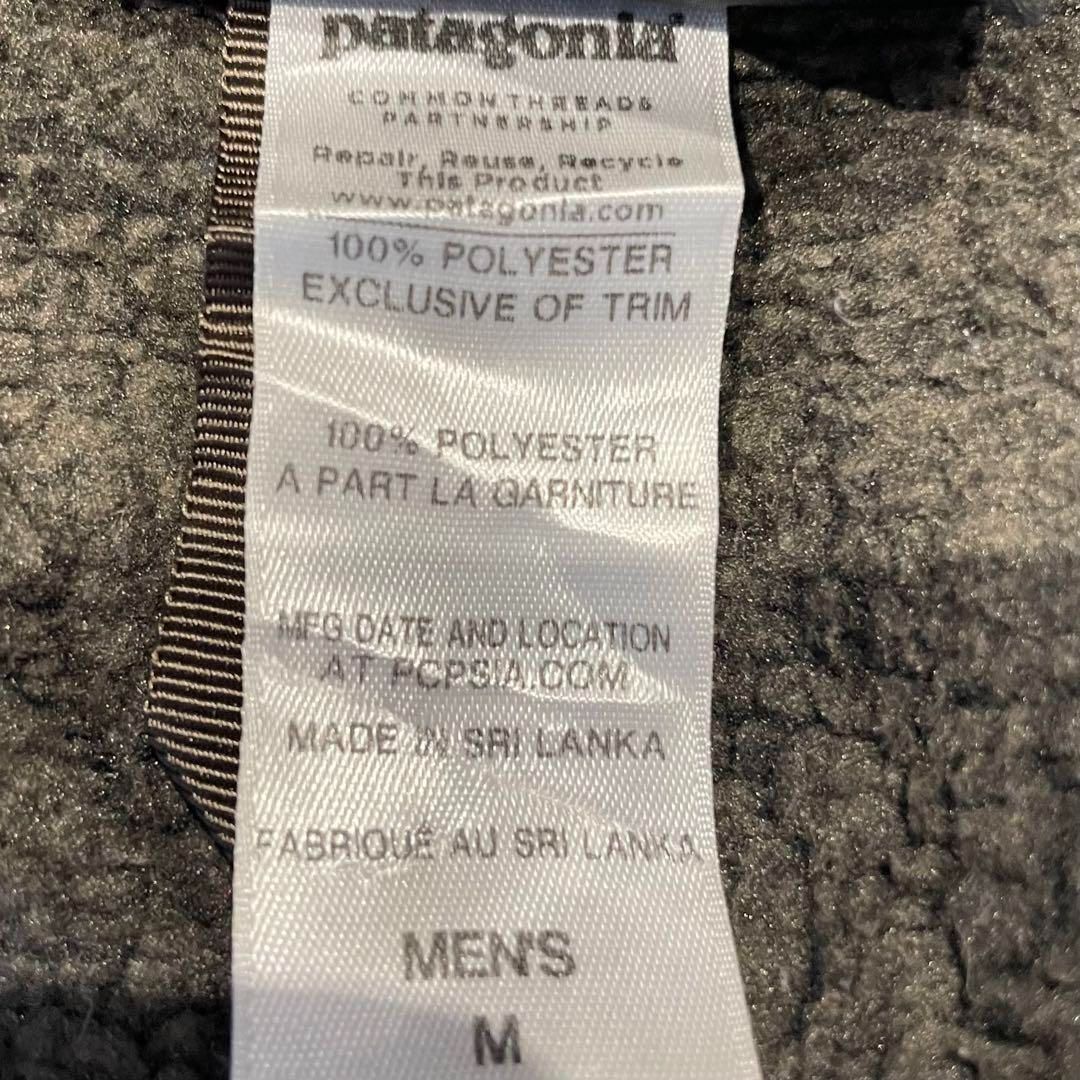 patagonia®
COMMON THREADS
PARTNERSHIP
Repair, Reuse, Recycle
This Product
www.patagonia.com
100% POLYESTER
EXCLUSIVE OF TRIM
100% POLYESTER
A PART LA GARNITURE
MFG DATE AND LOCATION
AT PCPSIA.COM
MADE IN SRI LANKA
FABRIQUÉ AU SRI LANKA
MEN'S
M